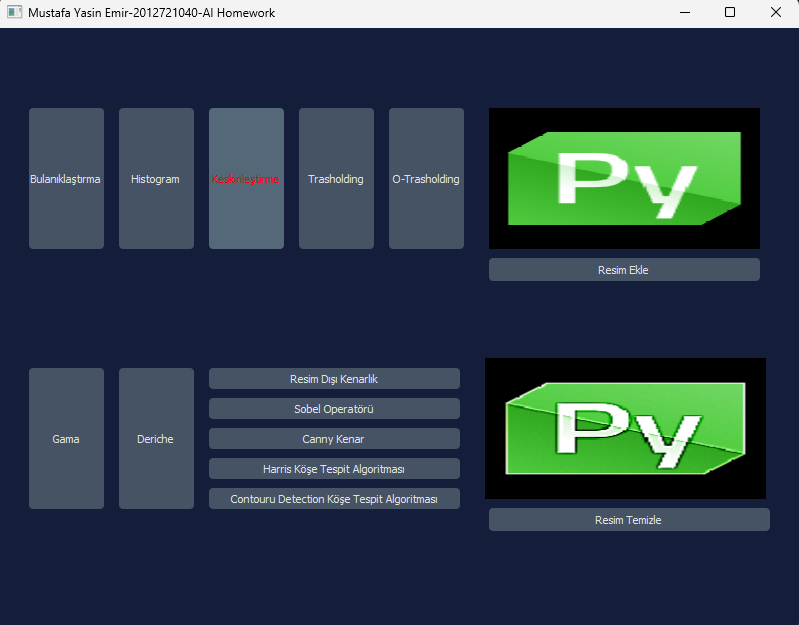 Mustafa Yasin Emir-2012721040-AI Homework
Bulanıklaştırma
Histogram
Keskinleştirme
Trasholding
O-Trasholding
Py
Resim Ekle
Gama
Deriche
Resim Dışı Kenarlık
Sobel Operatörü
Canny Kenar
Harris Köşe Tespit Algoritması
Contouru Detection Köşe Tespit Algoritması
Py
Resim Temizle